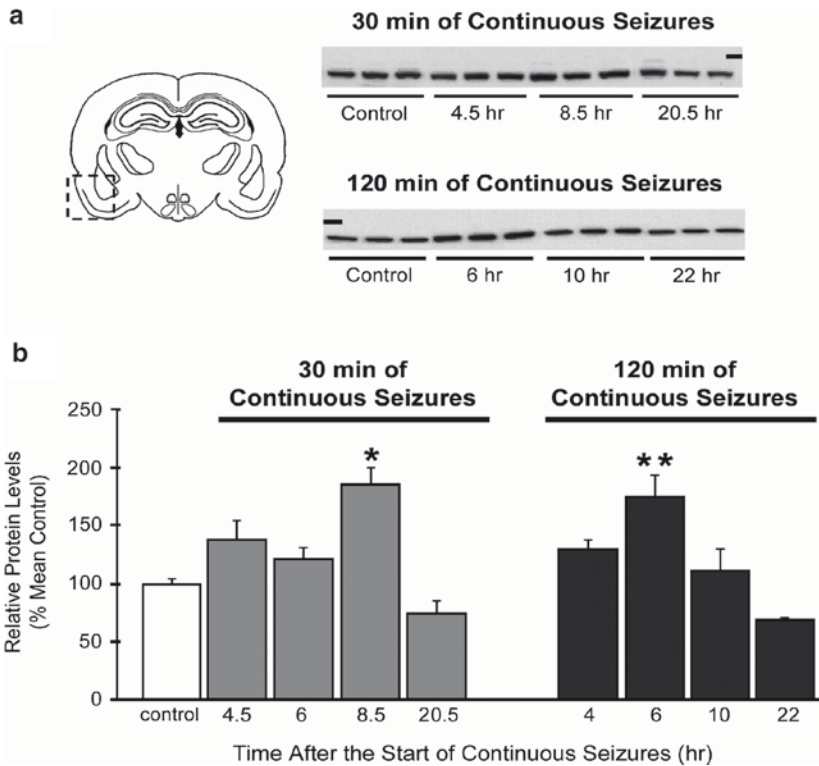 a
30 min of Continuous Seizures
Control 4.5 hr 8.5 hr 20.5 hr
120 min of Continuous Seizures
Control 6 hr 10 hr 22 hr
b
30 min of
Continuous Seizures
120 min of
Continuous Seizures
Relative Protein Levels
(% Mean Control)
250
200
150
100
50
0
*
**
control 4.5 6 8.5 20.5 4 6 10 22
Time After the Start of Continuous Seizures (hr)